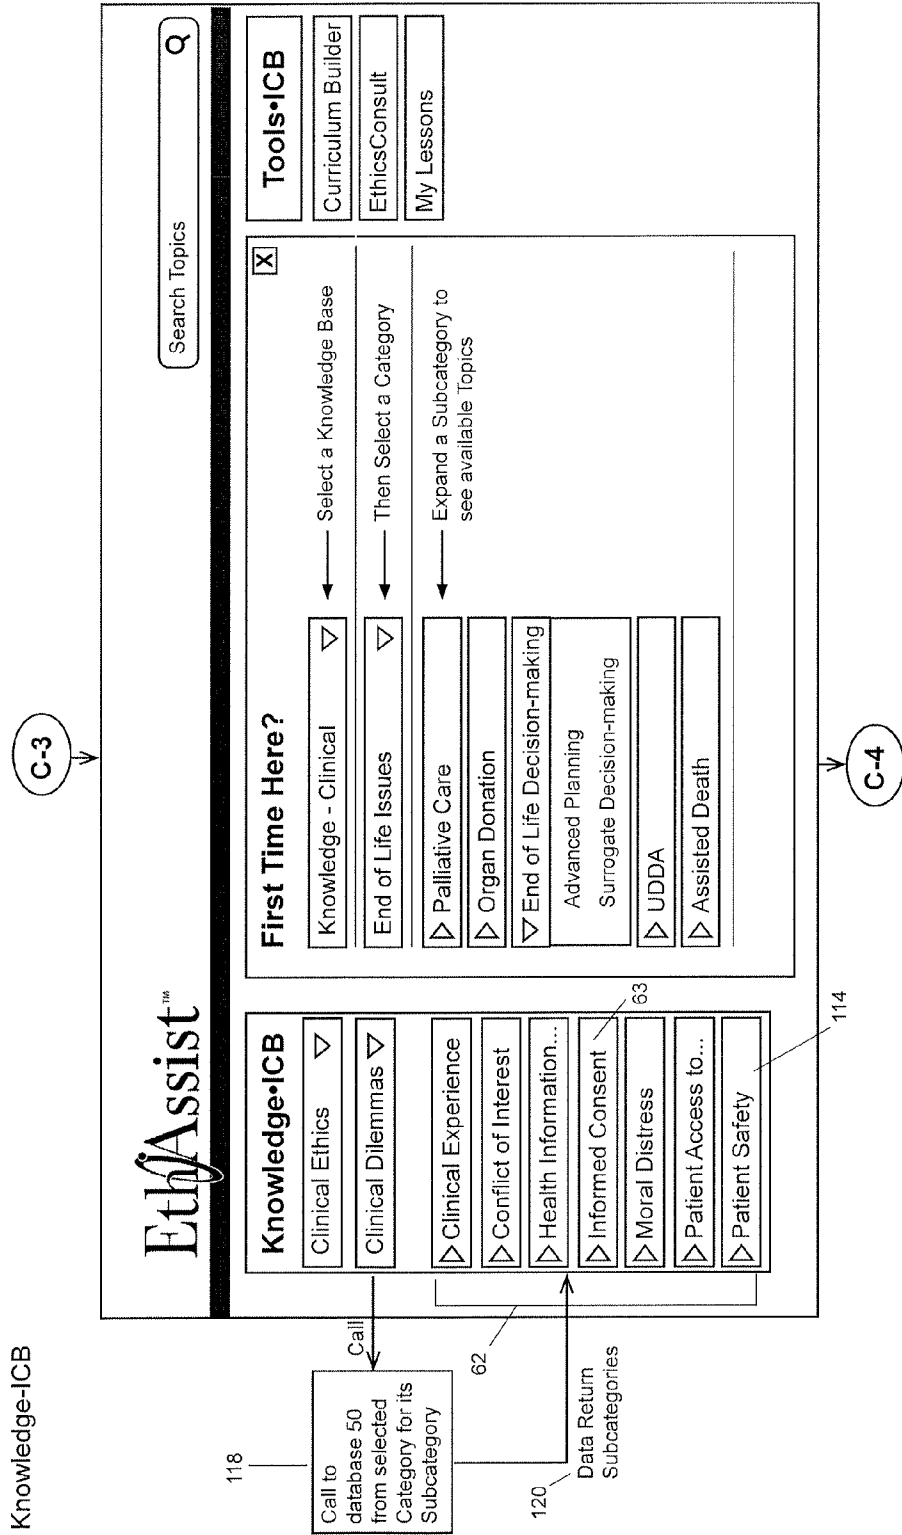 Knowledge-ICB
C-3
EthAssist™
Search Topics
Knowledge•ICB
Clinical Ethics
Clinical Dilemmas
Clinical Experience
Conflict of Interest
Health Information...
Informed Consent
Moral Distress
Patient Access to...
Patient Safety
63
114
62
Call
118
Call to
database 50
from selected
Category for its
Subcategory
120
Data Return
Subcategories
First Time Here?
X
Knowledge - Clinical
Select a Knowledge Base
End of Life Issues
Then Select a Category
Palliative Care
Expand a Subcategory to
see available Topics
Organ Donation
End of Life Decision-making
Advanced Planning
Surrogate Decision-making
UDDA
Assisted Death
Tools•ICB
Curriculum Builder
EthicsConsult
My Lessons
C-4